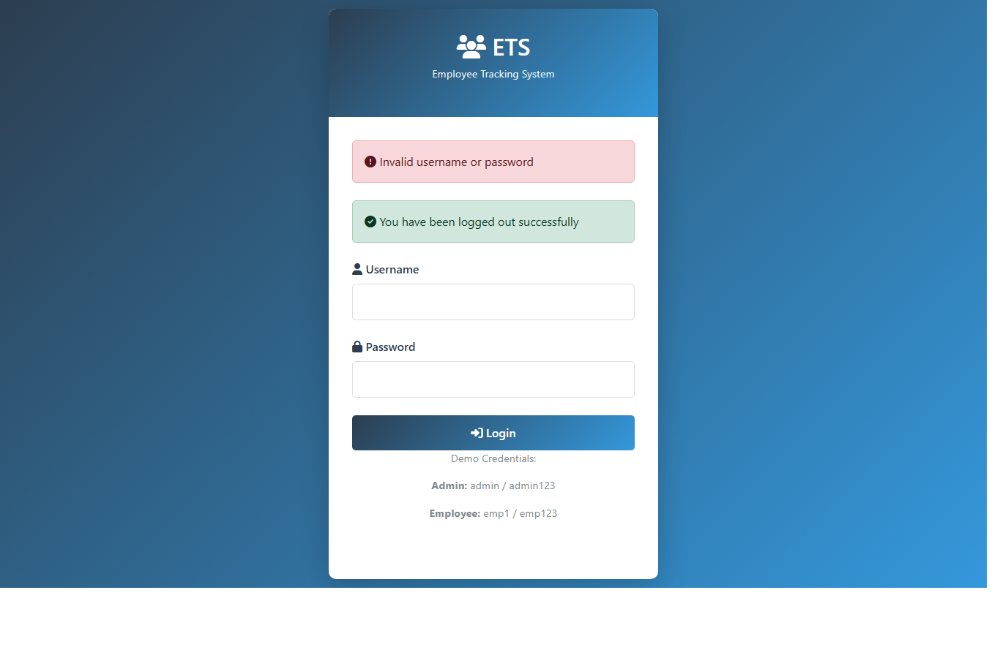 ETS
Employee Tracking System
Invalid username or password
You have been logged out successfully
Username
Password
Login
Demo Credentials:
Admin: admin / admin123
Employee: emp1 / emp123